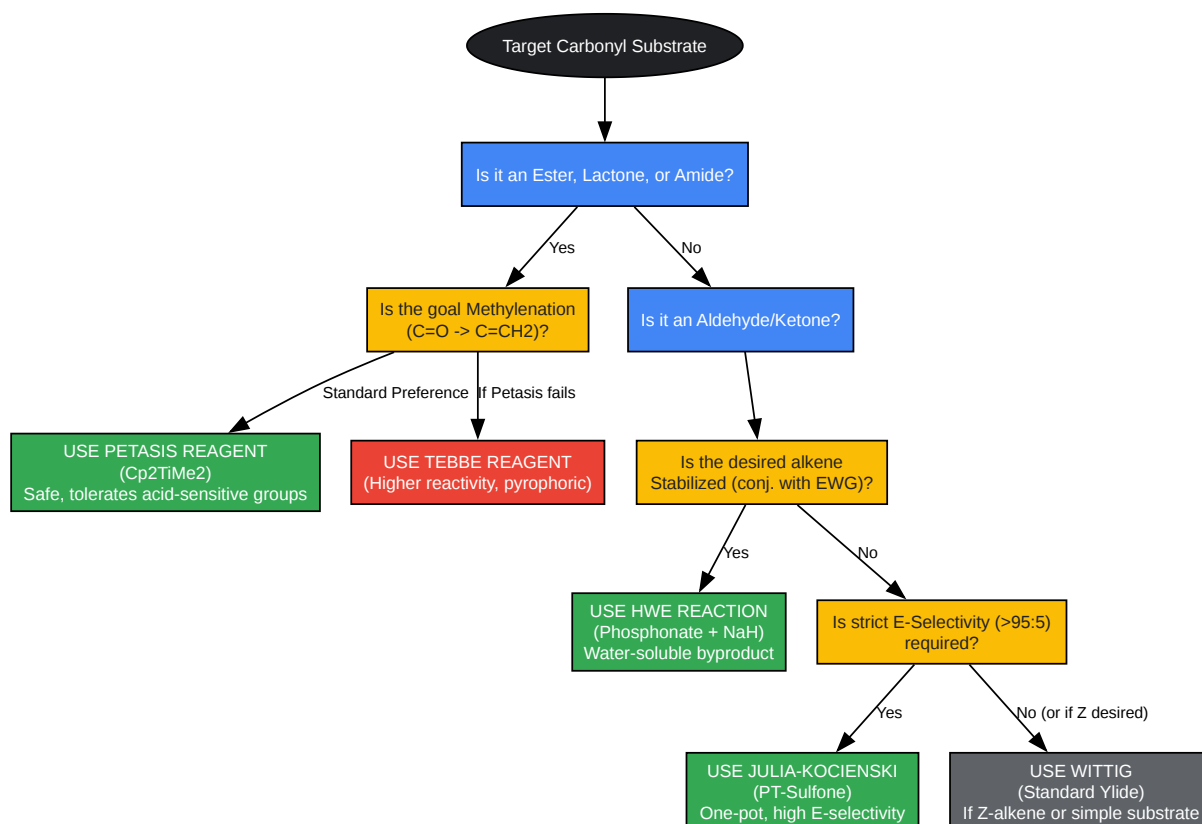 Target Carbonyl Substrate
Is it an Ester, Lactone, or Amide?
Yes
No
Is the goal Methylenation
(C=O -> C=CH2)?
Is it an Aldehyde/Ketone?
Standard Preference
If Petasis fails
USE PETASIS REAGENT
(Cp2TiMe2)
Safe, tolerates acid-sensitive groups
USE TEBBE REAGENT
(Higher reactivity, pyrophoric)
Is the desired alkene
Stabilized (conj. with EWG)?
Yes
No
USE HWE REACTION
(Phosphonate + NaH)
Water-soluble byproduct
Is strict E-Selectivity (>95:5)
required?
Yes
No (or if Z desired)
USE JULIA-KOCIENSKI
(PT-Sulfone)
One-pot, high E-selectivity
USE WITTIG
(Standard Ylide)
If Z-alkene or simple substrate